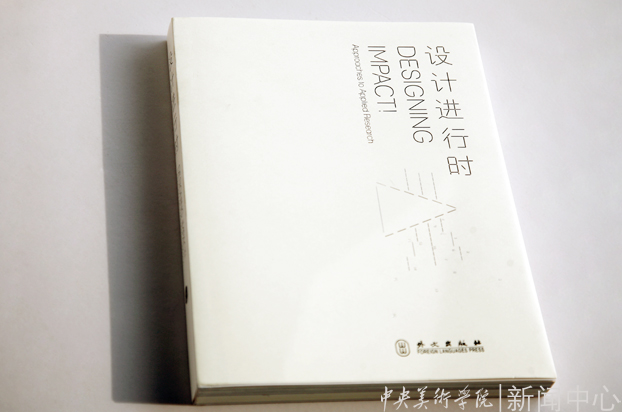 设计进行时
DESIGNING
IMPACT!
Approaches to Applied Research
外文出版社
FOREIGN LANGUAGES PRESS
中央美術学院|新闻中心